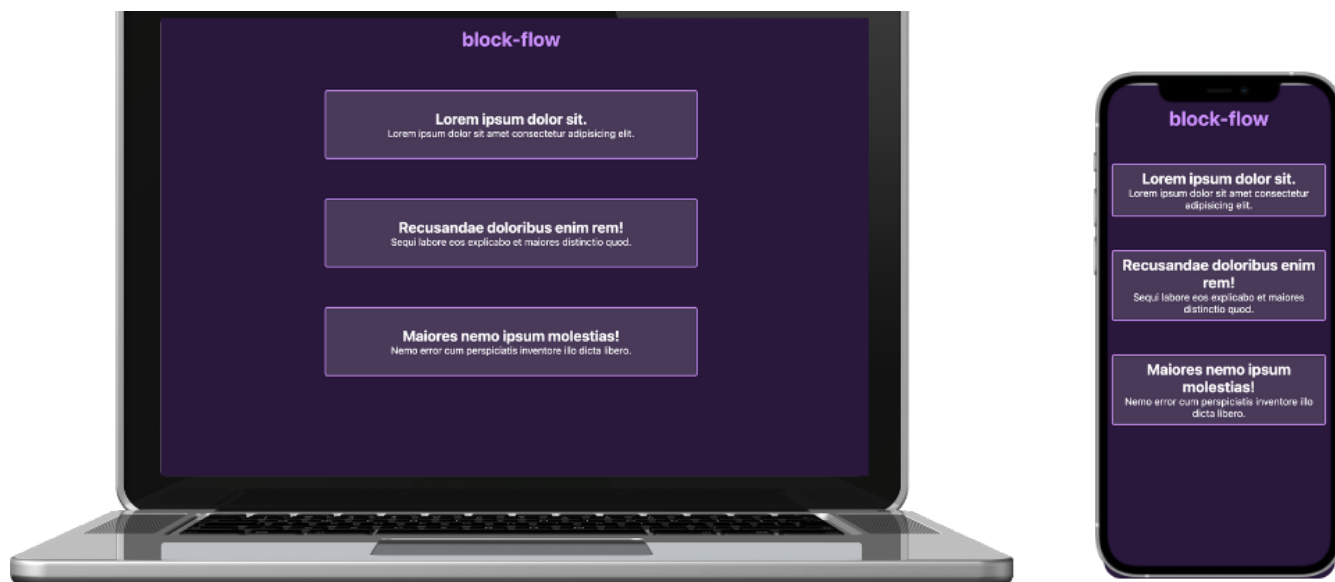 block-flow
Lorem ipsum dolor sit.
Lorem ipsum dolor sit amet consectetur adipisicing elit.
Recusandae doloribus enim rem!
Sequi labore eos explicabo et maiores distinctio quod.
Maiores nemo ipsum molestias!
Nemo error cum perspiciatis inventore illo dicta libero.
block-flow
Lorem ipsum dolor sit.
Lorem ipsum dolor sit amet consectetur
adipisicing elit.
Recusandae doloribus enim
rem!
Sequi labore eos explicabo et maiores
distinctio quod.
Maiores nemo ipsum
molestias!
Nemo error cum perspiciatis inventore illo
dicta libero.